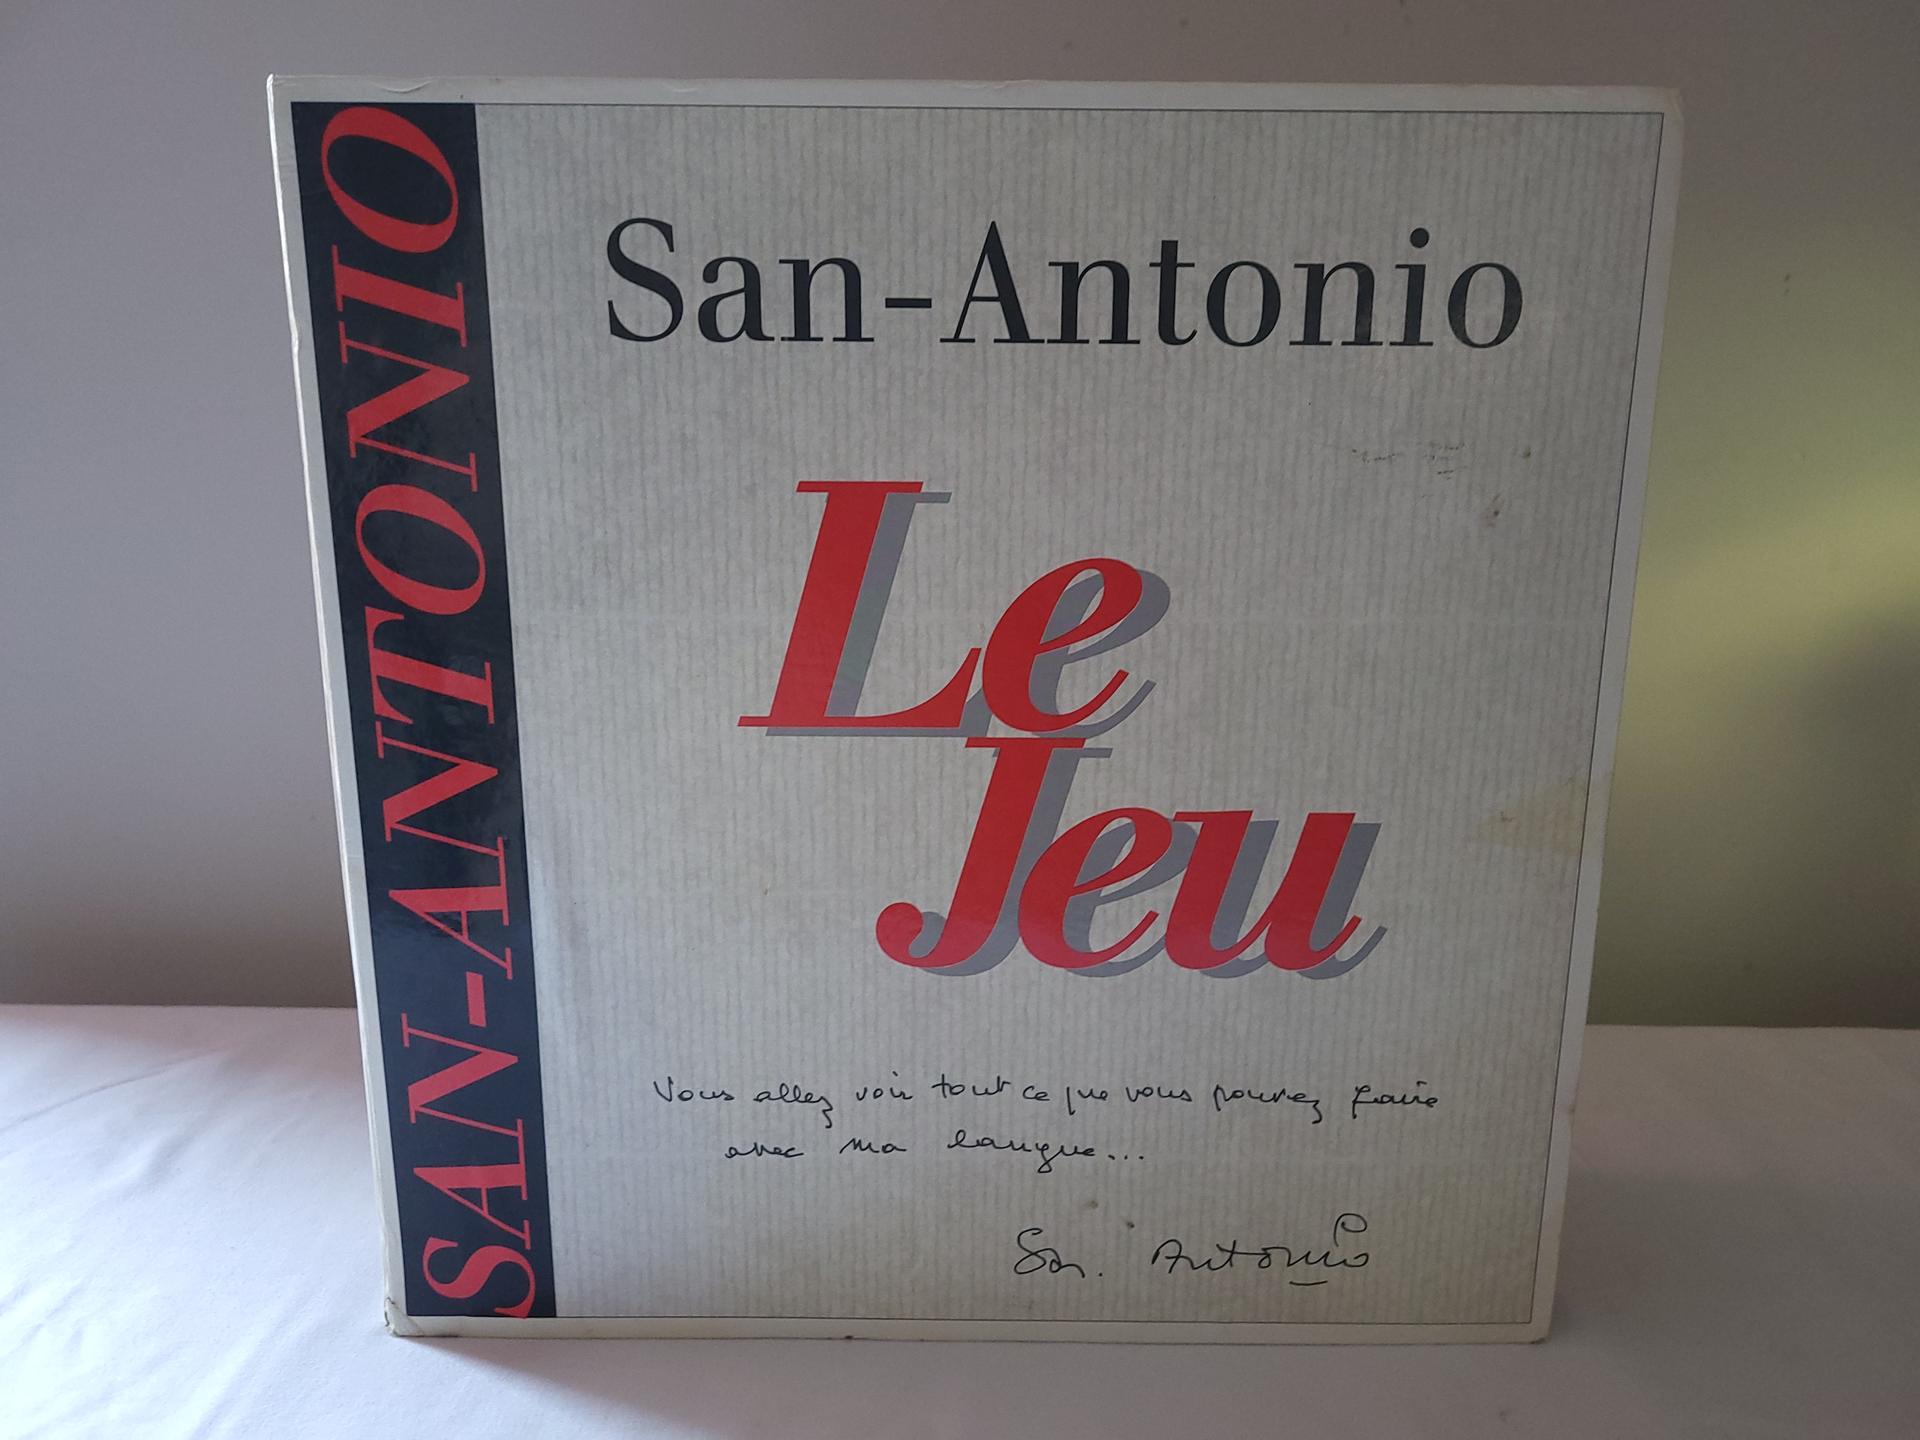 SAN-ANTONIO
San-Antonio
Le
Jeu
Vous allez voir tout ce que vous pouvez faire
avec ma langue...
San-Antonio